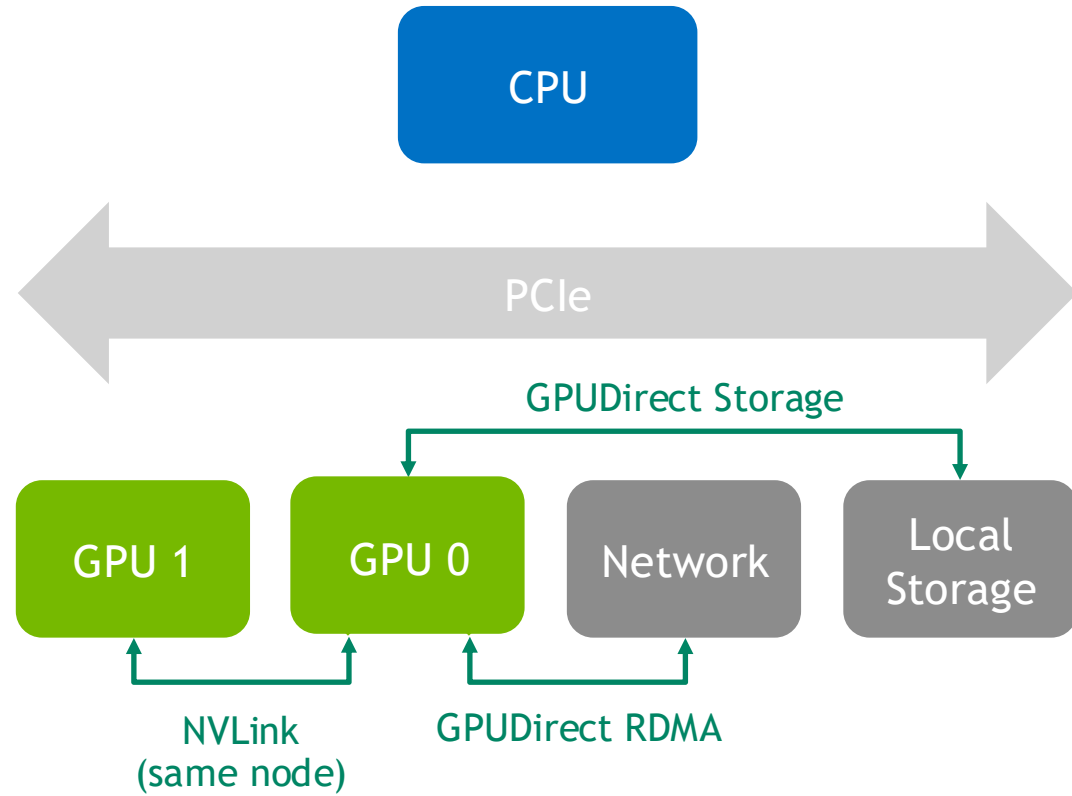 CPU
PCIe
GPUDirect Storage
GPU 1
GPU 0
Network
Local
Storage
NVLink
(same node)
GPUDirect RDMA